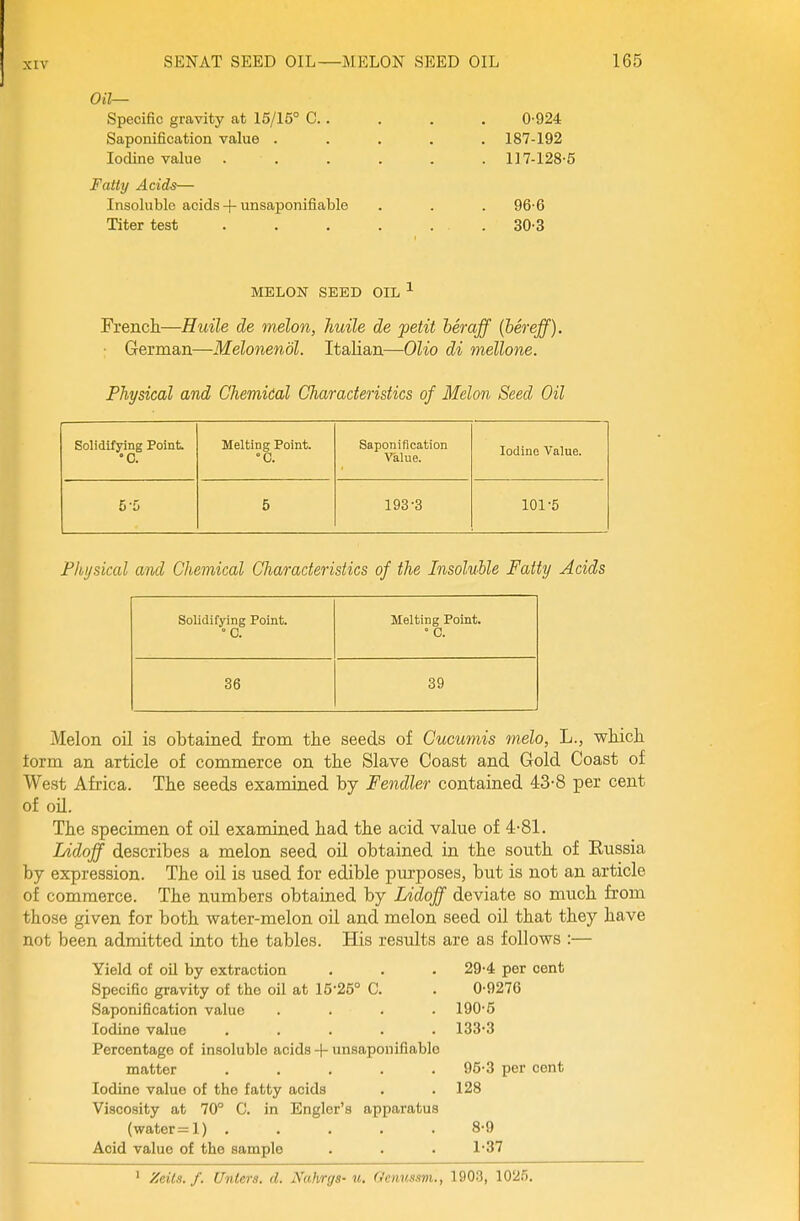 XIV SENAT SEED OIL—MELON SEED OIL 165
Oil—
Specific gravity at 15/15° C. . . . . 0·924
Saponification value . . . . . 187-192
Iodine value . . . . . . 117-128·5
Fatty Acids—
Insoluble acids + unsaponifiable . . . 96·6
Titer test . . . . . . 30·3
MELON SEED OIL 1
French—Huile de melon, huile de petit béraff (béreff).
German—Melonenöl. Italian—Olio di mellone.
Physical and Chemical Characteristics of Melon Seed Oil
Solidifying Point. °C. Melting Point. °C. Saponification Value. Iodine Value.
5·5 5 193·3 101·5
Physical and Chemical Characteristics of the Insoluble Fatty Acids
Solidifying Point. °C. Melting Point. °C.
36 39
Melon oil is obtained from the seeds of Cucumis melo, L., which
form an article of commerce on the Slave Coast and Gold Coast of
West Africa. The seeds examined by Fendler contained 43·8 per cent
of oil.
The specimen of oil examined had the acid value of 4·81.
Lidoff describes a melon seed oil obtained in the south of Russia
by expression. The oil is used for edible purposes, but is not an article
of commerce. The numbers obtained by Lidoff deviate so much from
those given for both water-melon oil and melon seed oil that they have
not been admitted into the tables. His results are as follows :—
Yield of oil by extraction . . . 29·4 per cent
Specific gravity of the oil at 15·25° C. . 0·9276
Saponification value . . . . 190·5
Iodine value . . . . . 133·3
Percentage of insoluble acids + unsaponifiable
matter . . . . . 95·3 per cent
Iodine value of the fatty acids . . 128
Viscosity at 70° C. in Engler's apparatus
(water=1) . . . . . 8·9
Acid value of the sample . . . 1·37
1 Zeits. f. Unters. d. Nahrgs- u. Genussm., 1903, 1025.